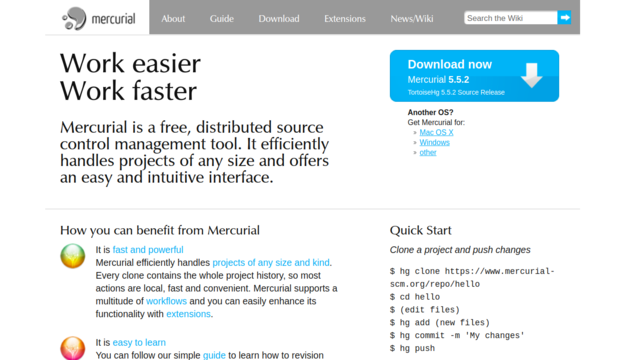 mercurial
About
Guide
Download
Extensions
News/Wiki
Search the Wiki
Work easier
Work faster
Mercurial is a free, distributed source
control management tool. It efficiently
handles projects of any size and offers
an easy and intuitive interface.
Download now
Mercurial 5.5.2
TortoiseHg 5.5.2 Source Release
Another OS?
Get Mercurial for:
» Mac OS X
» Windows
» other
How you can benefit from Mercurial
It is fast and powerful
Mercurial efficiently handles projects of any size and kind.
Every clone contains the whole project history, so most
actions are local, fast and convenient. Mercurial supports a
multitude of workflows and you can easily enhance its
functionality with extensions.
It is easy to learn
You can follow our simple guide to learn how to revision
Quick Start
Clone a project and push changes
$ hg clone https://www.mercurial-
scm.org/repo/hello
$ cd hello
$ (edit files)
$ hg add (new files)
$ hg commit -m 'My changes'
$ hg push